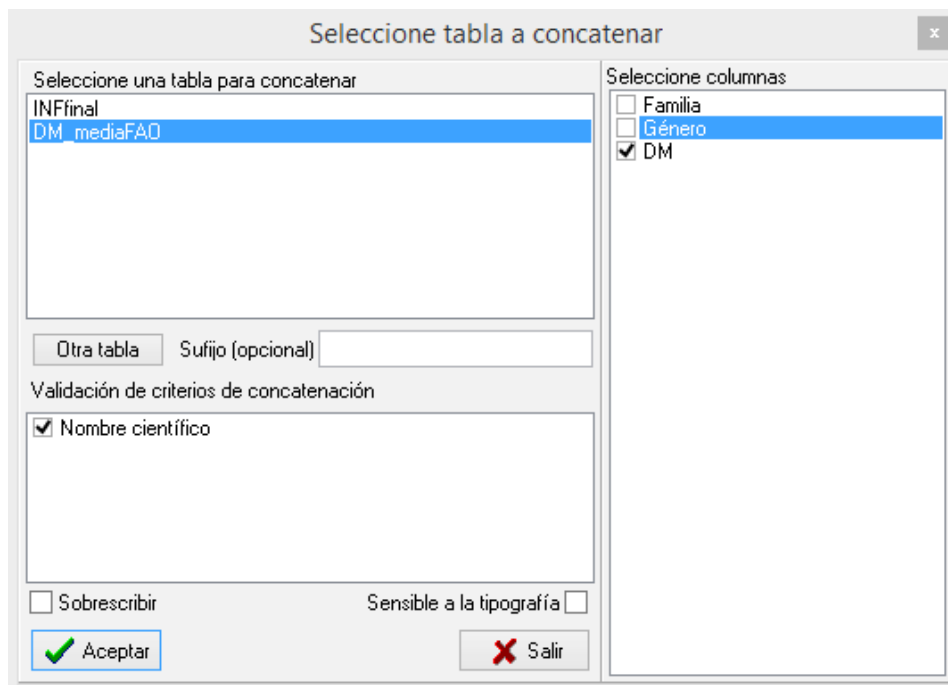 Seleccione tabla a concatenar
x
Seleccione una tabla para concatenar
INFfinal
DM_mediaFAO
Otra tabla
Sufijo (opcional)
Validación de criterios de concatenación
Nombre científico
Sobrescribir
Sensible a la tipografía
Aceptar
Salir
Seleccione columnas
Familia
Género
DM